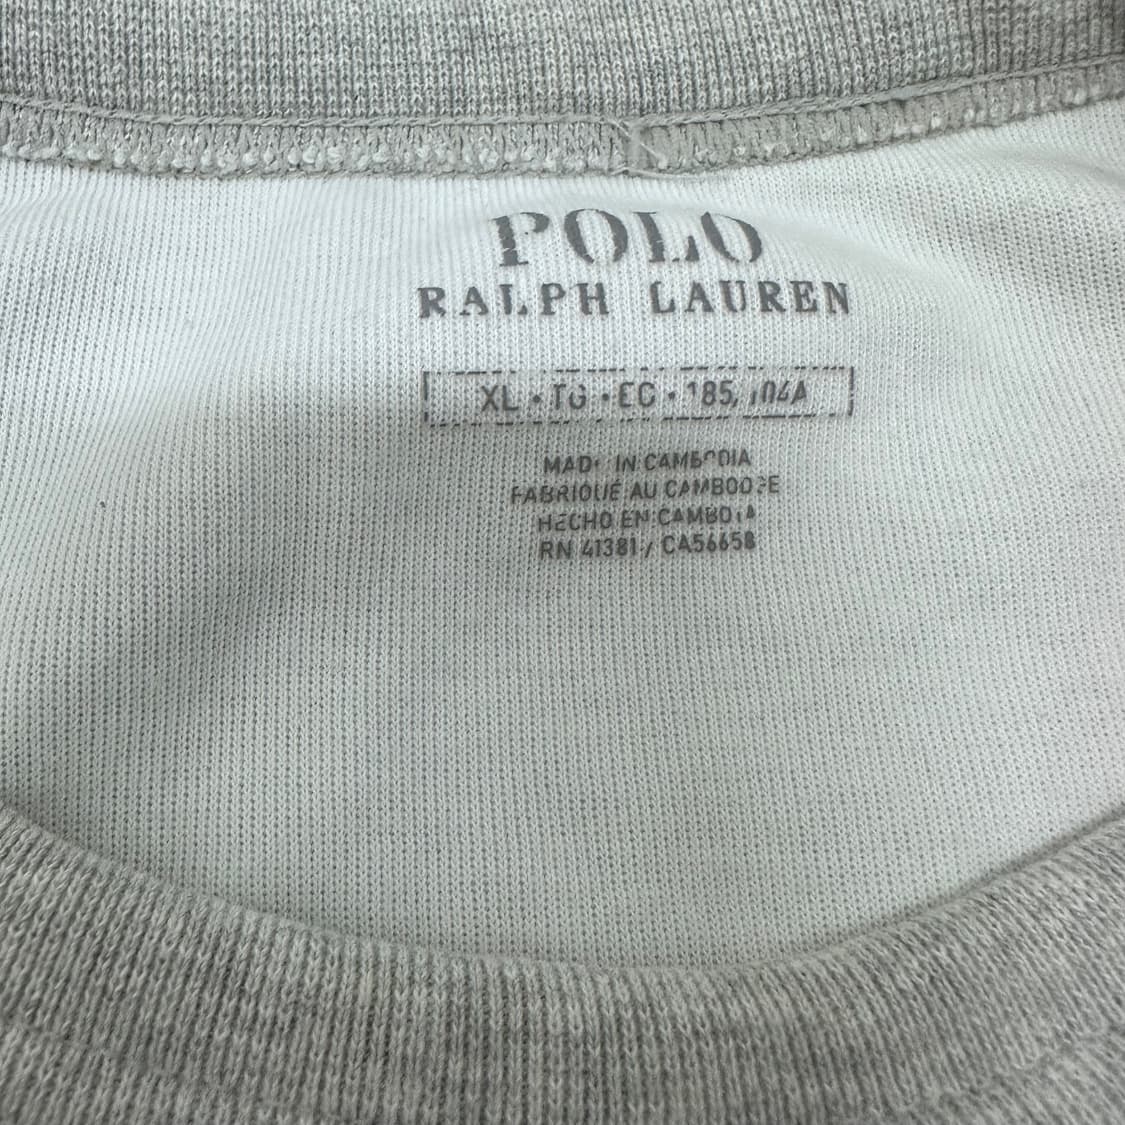 POLO
RALPH LAUREN
XL • TG • EG • 185/104A
MADE IN CAMBODIA
FABRIQUÉ AU CAMBODGE
HECHO EN CAMBOYA
RN 41381 / CA56658